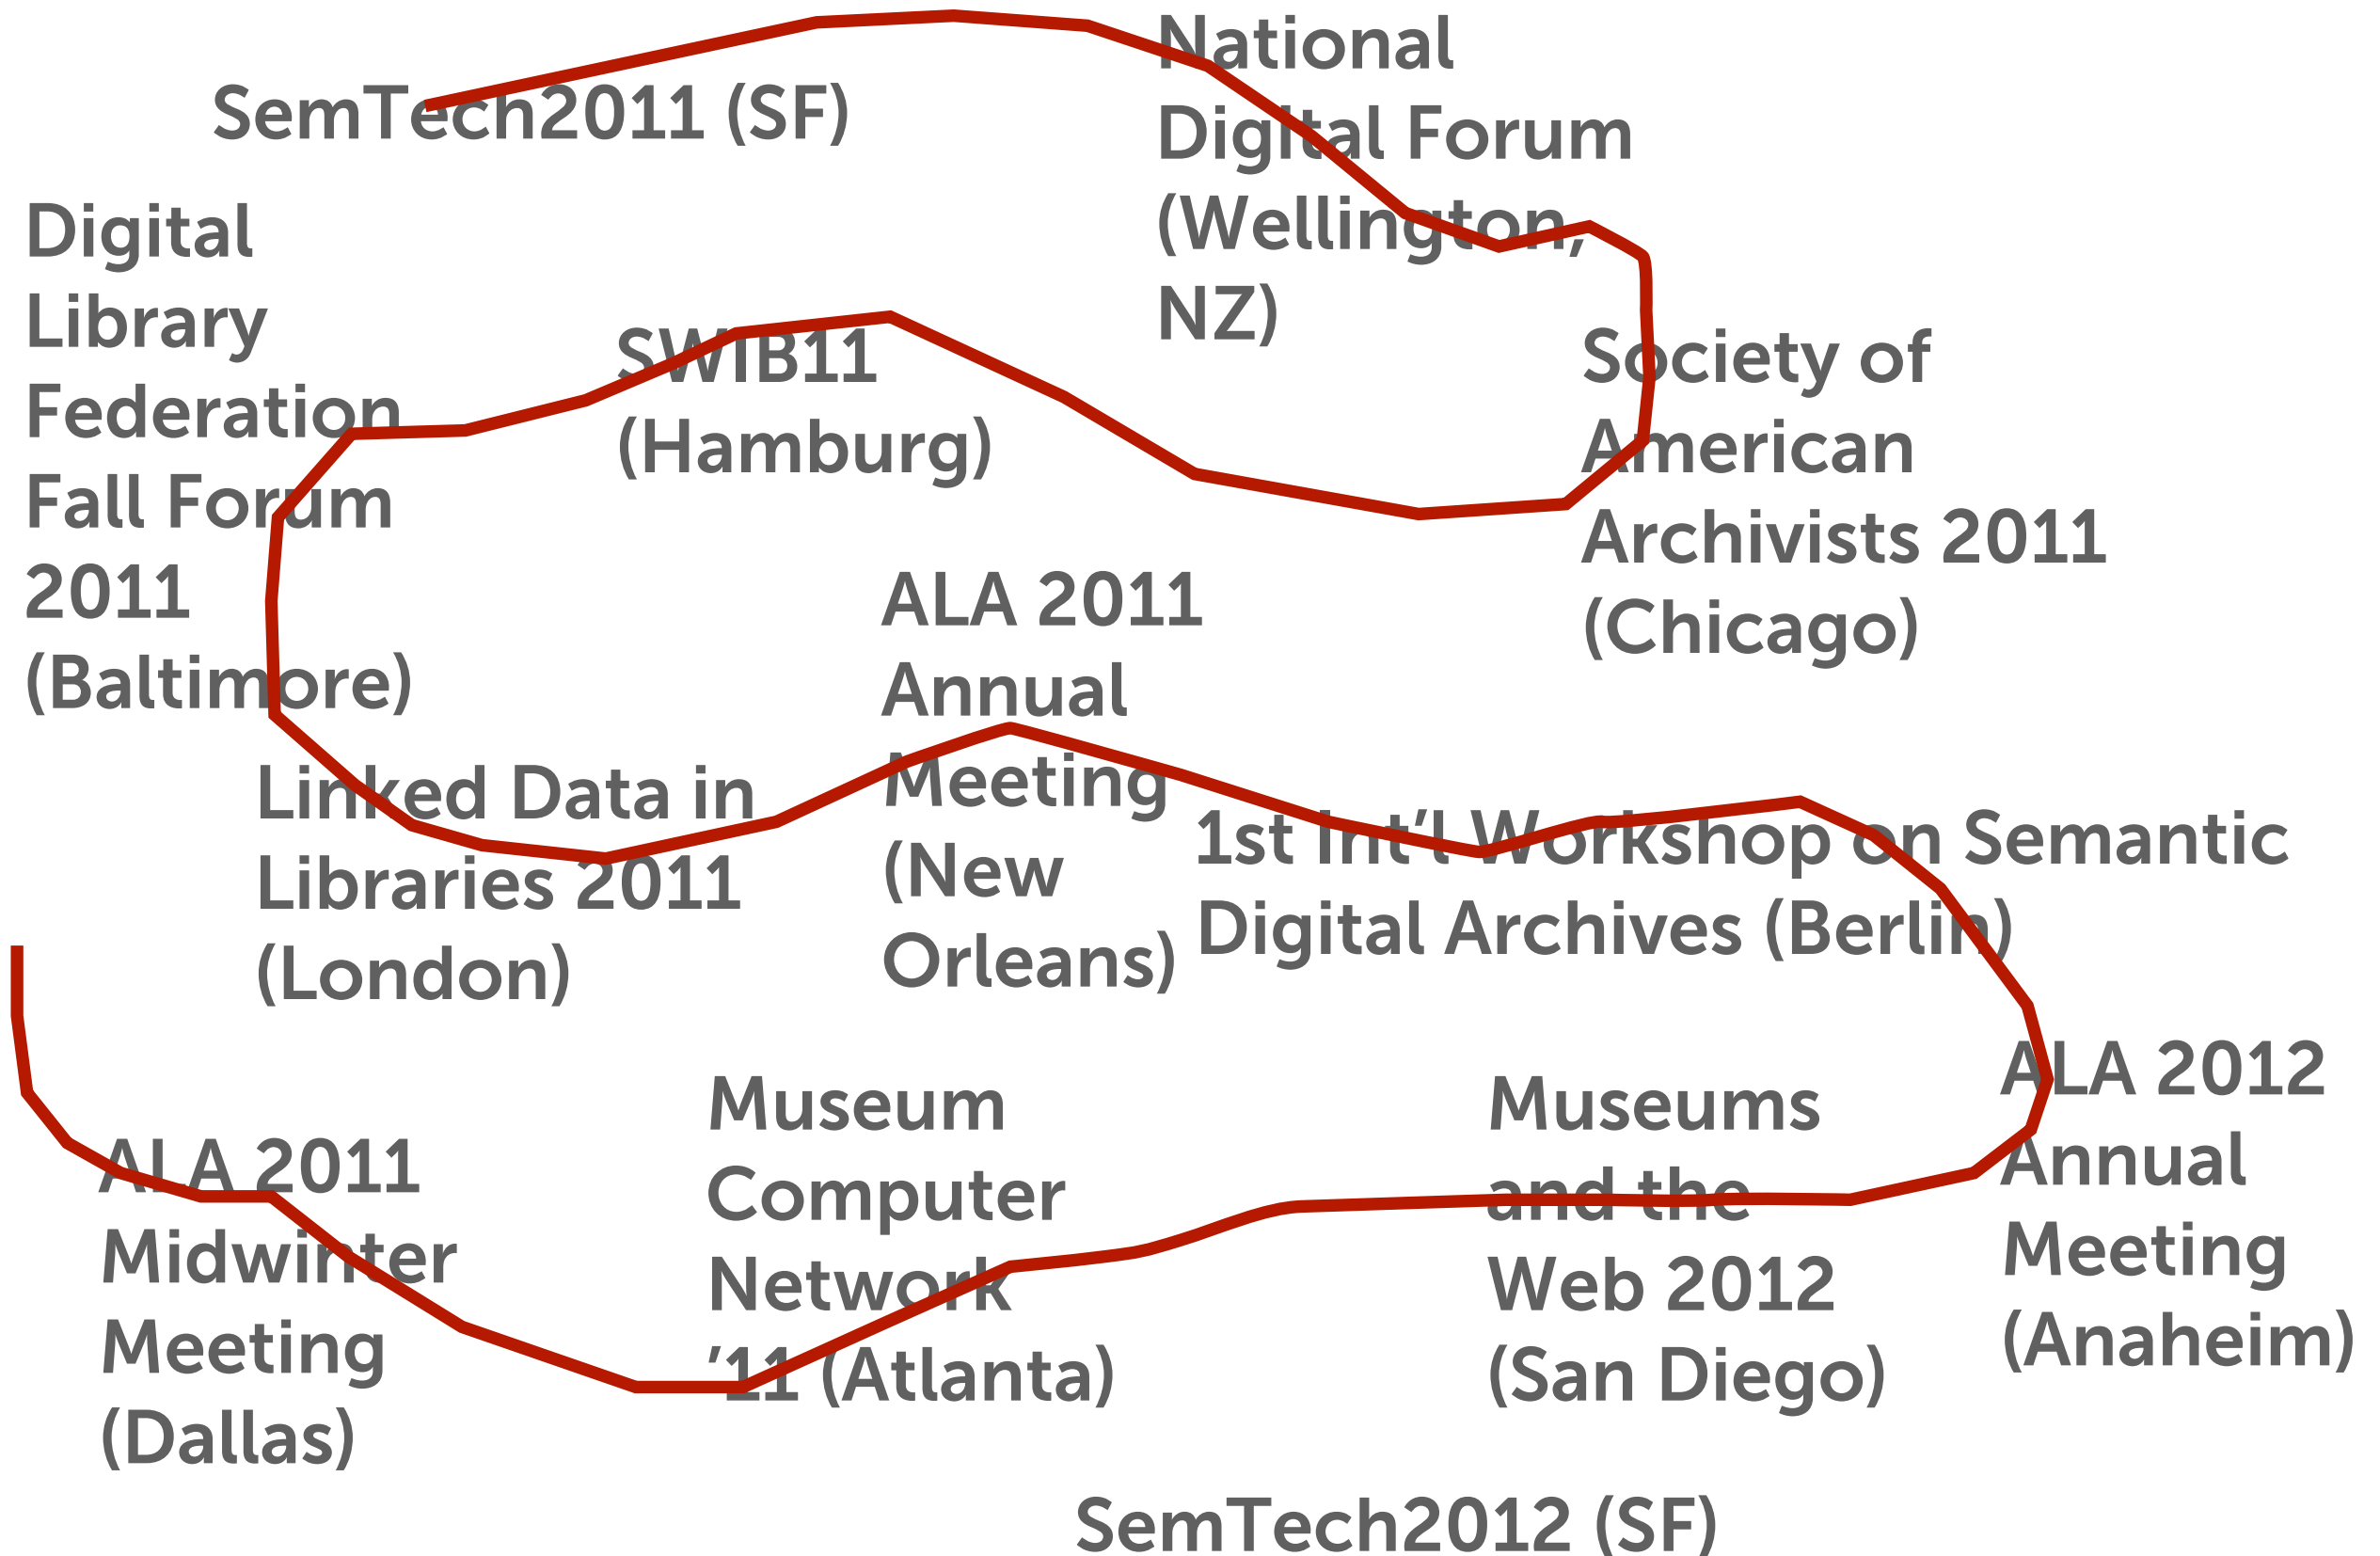 SemTech2011 (SF)
National
Digital Forum
(Wellington,
NZ)
Digital
Library
Federation
Fall Forum
2011
(Baltimore)
SWIB11
(Hamburg)
Society of
American
Archivists 2011
(Chicago)
ALA 2011
Annual
Meeting
(New
Orleans)
Linked Data in
Libraries 2011
(London)
1st Int'l Workshop on Semantic
Digital Archives (Berlin)
ALA 2011
Midwinter
Meeting
(Dallas)
Museum
Computer
Network
'11 (Atlanta)
Museums
and the
Web 2012
(San Diego)
ALA 2012
Annual
Meeting
(Anaheim)
SemTech2012 (SF)